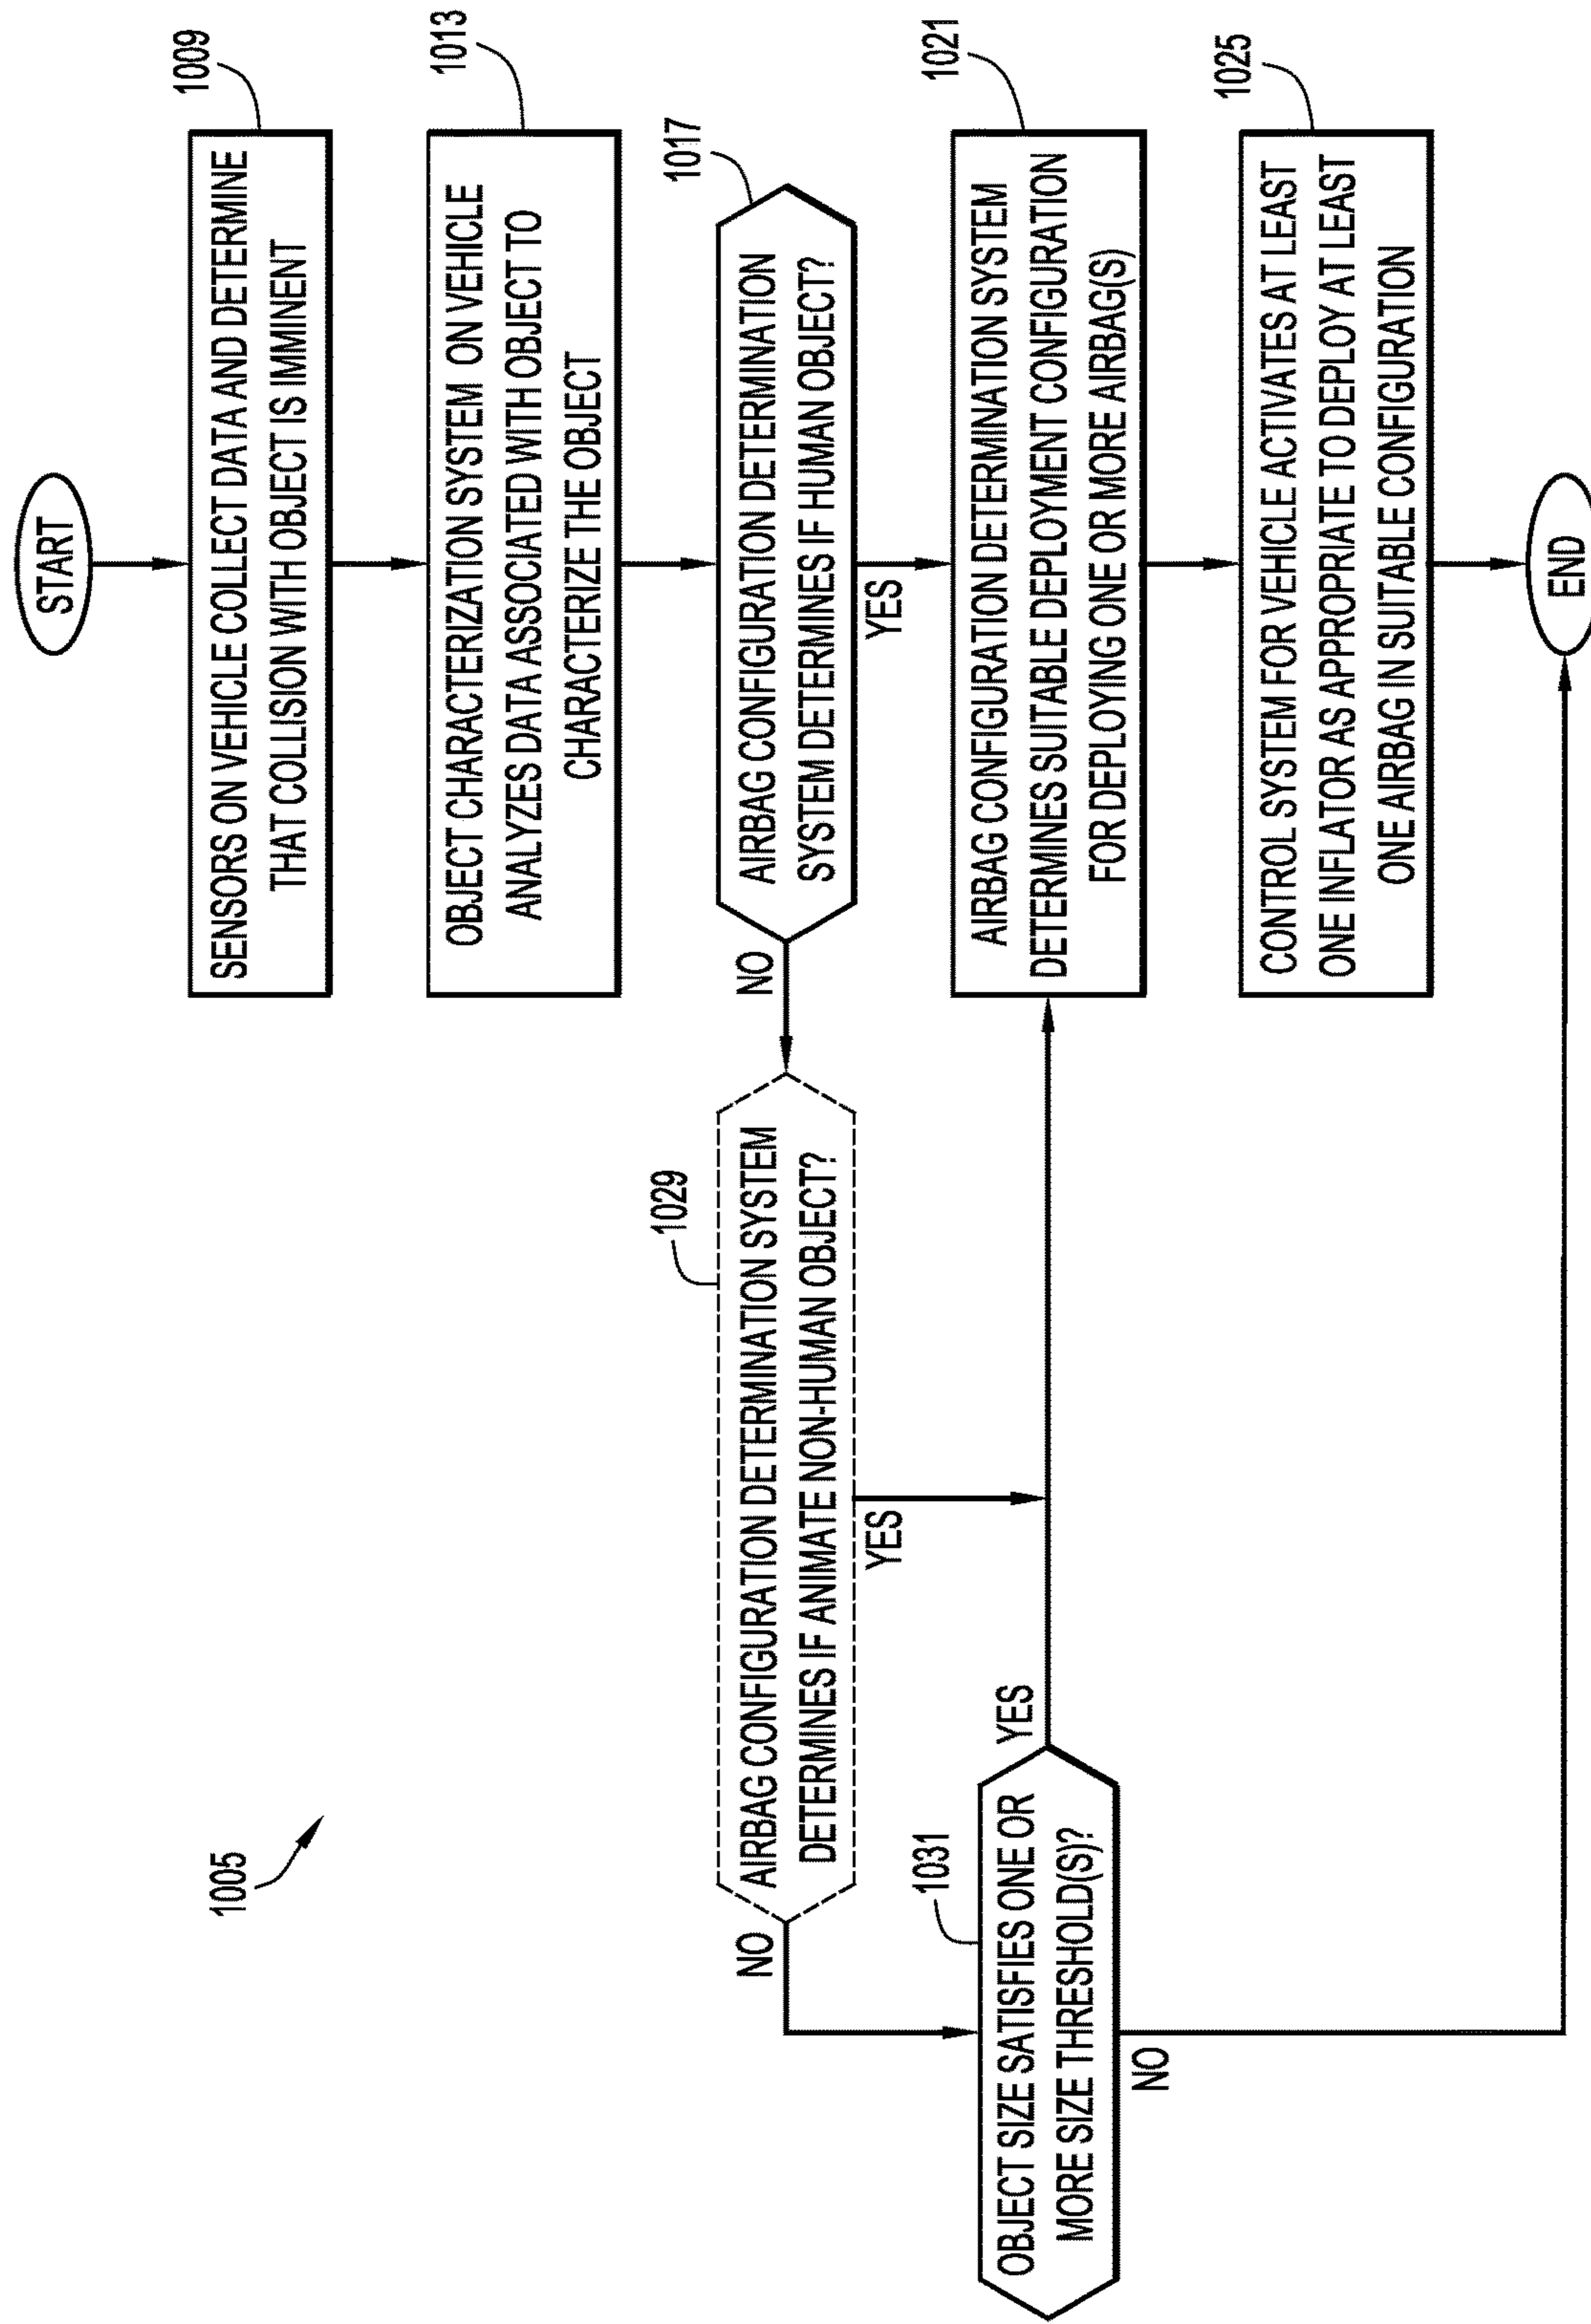 1005
START
1009
SENSORS ON VEHICLE COLLECT DATA AND DETERMINE
THAT COLLISION WITH OBJECT IS IMMINENT
1013
OBJECT CHARACTERIZATION SYSTEM ON VEHICLE
ANALYZES DATA ASSOCIATED WITH OBJECT TO
CHARACTERIZE THE OBJECT
1017
AIRBAG CONFIGURATION DETERMINATION
SYSTEM DETERMINES IF HUMAN OBJECT?
NO
YES
1029
AIRBAG CONFIGURATION DETERMINATION SYSTEM
DETERMINES IF ANIMATE NON-HUMAN OBJECT?
NO
YES
1031
OBJECT SIZE SATISFIES ONE OR
MORE SIZE THRESHOLD(S)?
YES
NO
1021
AIRBAG CONFIGURATION DETERMINATION SYSTEM
DETERMINES SUITABLE DEPLOYMENT CONFIGURATION
FOR DEPLOYING ONE OR MORE AIRBAG(S)
1025
CONTROL SYSTEM FOR VEHICLE ACTIVATES AT LEAST
ONE INFLATOR AS APPROPRIATE TO DEPLOY AT LEAST
ONE AIRBAG IN SUITABLE CONFIGURATION
END